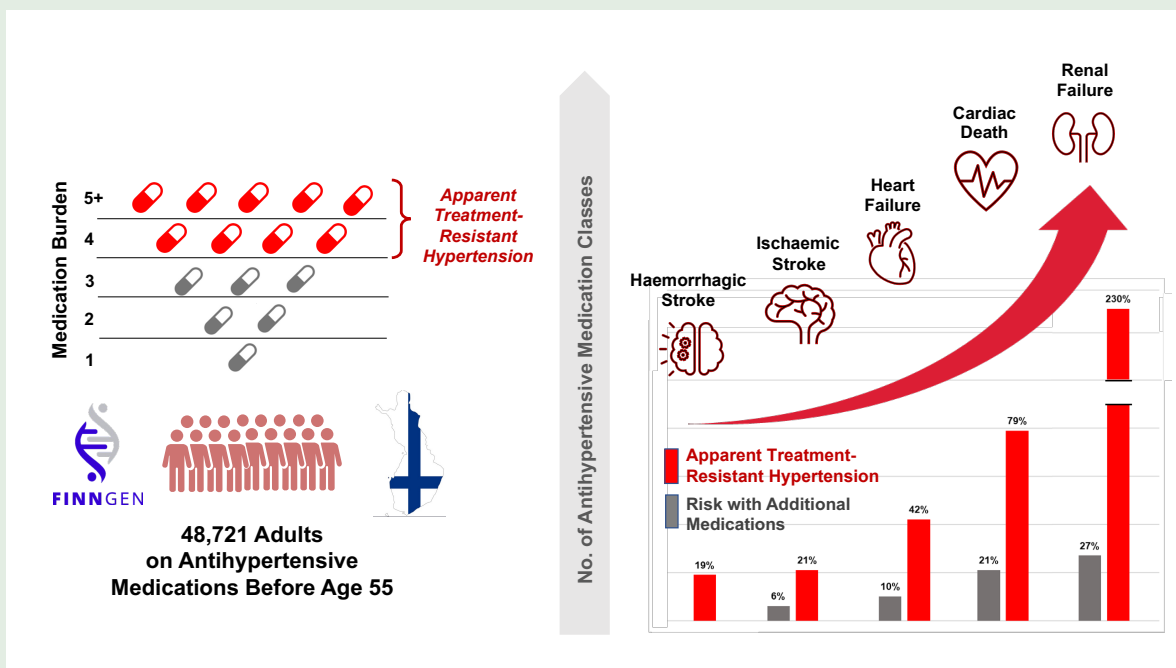 Medication Burden
5+
4
3
2
1
Apparent
Treatment-
Resistant
Hypertension
FINNGEN
48,721 Adults
on Antihypertensive
Medications Before Age 55
No. of Antihypertensive Medication Classes
Haemorrhagic
Stroke
Ischaemic
Stroke
Heart
Failure
Cardiac
Death
Renal
Failure
Apparent Treatment-
Resistant Hypertension
Risk with Additional
Medications
19%
6%
21%
10%
42%
21%
79%
27%
230%